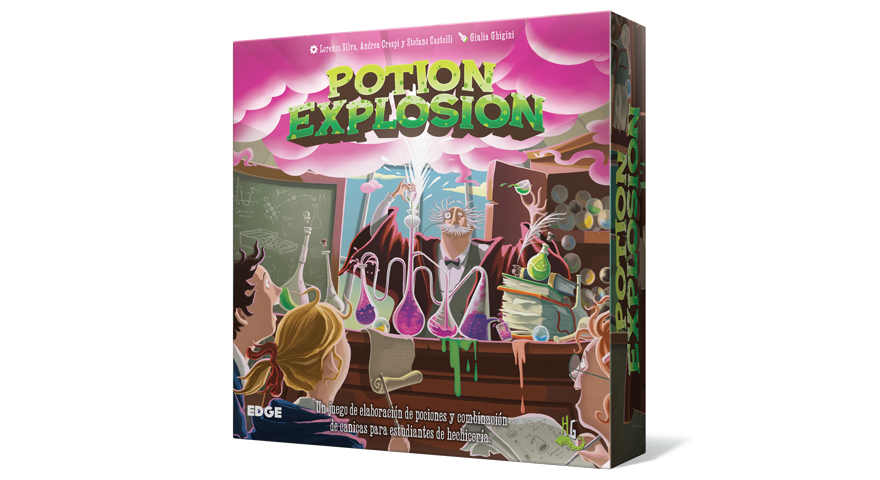 Lorenzo Silva, Andrea Crespi y Stefano Castelli Giulia Ghigini
POTION
EXPLOSION
POTION
EXPLOSION
EDGE
Un juego de elaboración de pociones y combinación
de canicas para estudiantes de hechicería.
HG